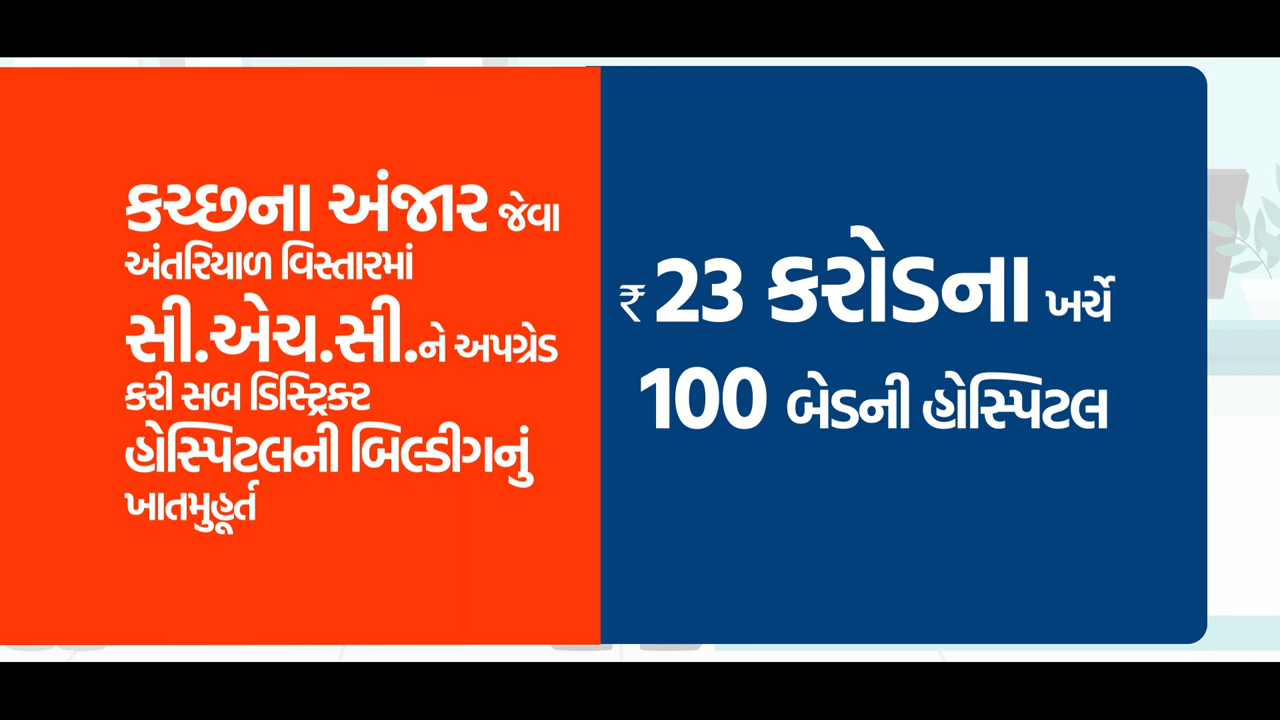 કચ્છના અંજાર જેવા
અંતરિયાળ વિસ્તારમાં
સી.એચ.સી.ને અપગ્રેડ
કરી સબ ડિસ્ટ્રિક્ટ
હોસ્પિટલની બિલ્ડીગનું
ખાતમુહૂર્ત
₹ 23 કરોડના ખર્ચે
100 બેડની હોસ્પિટલ